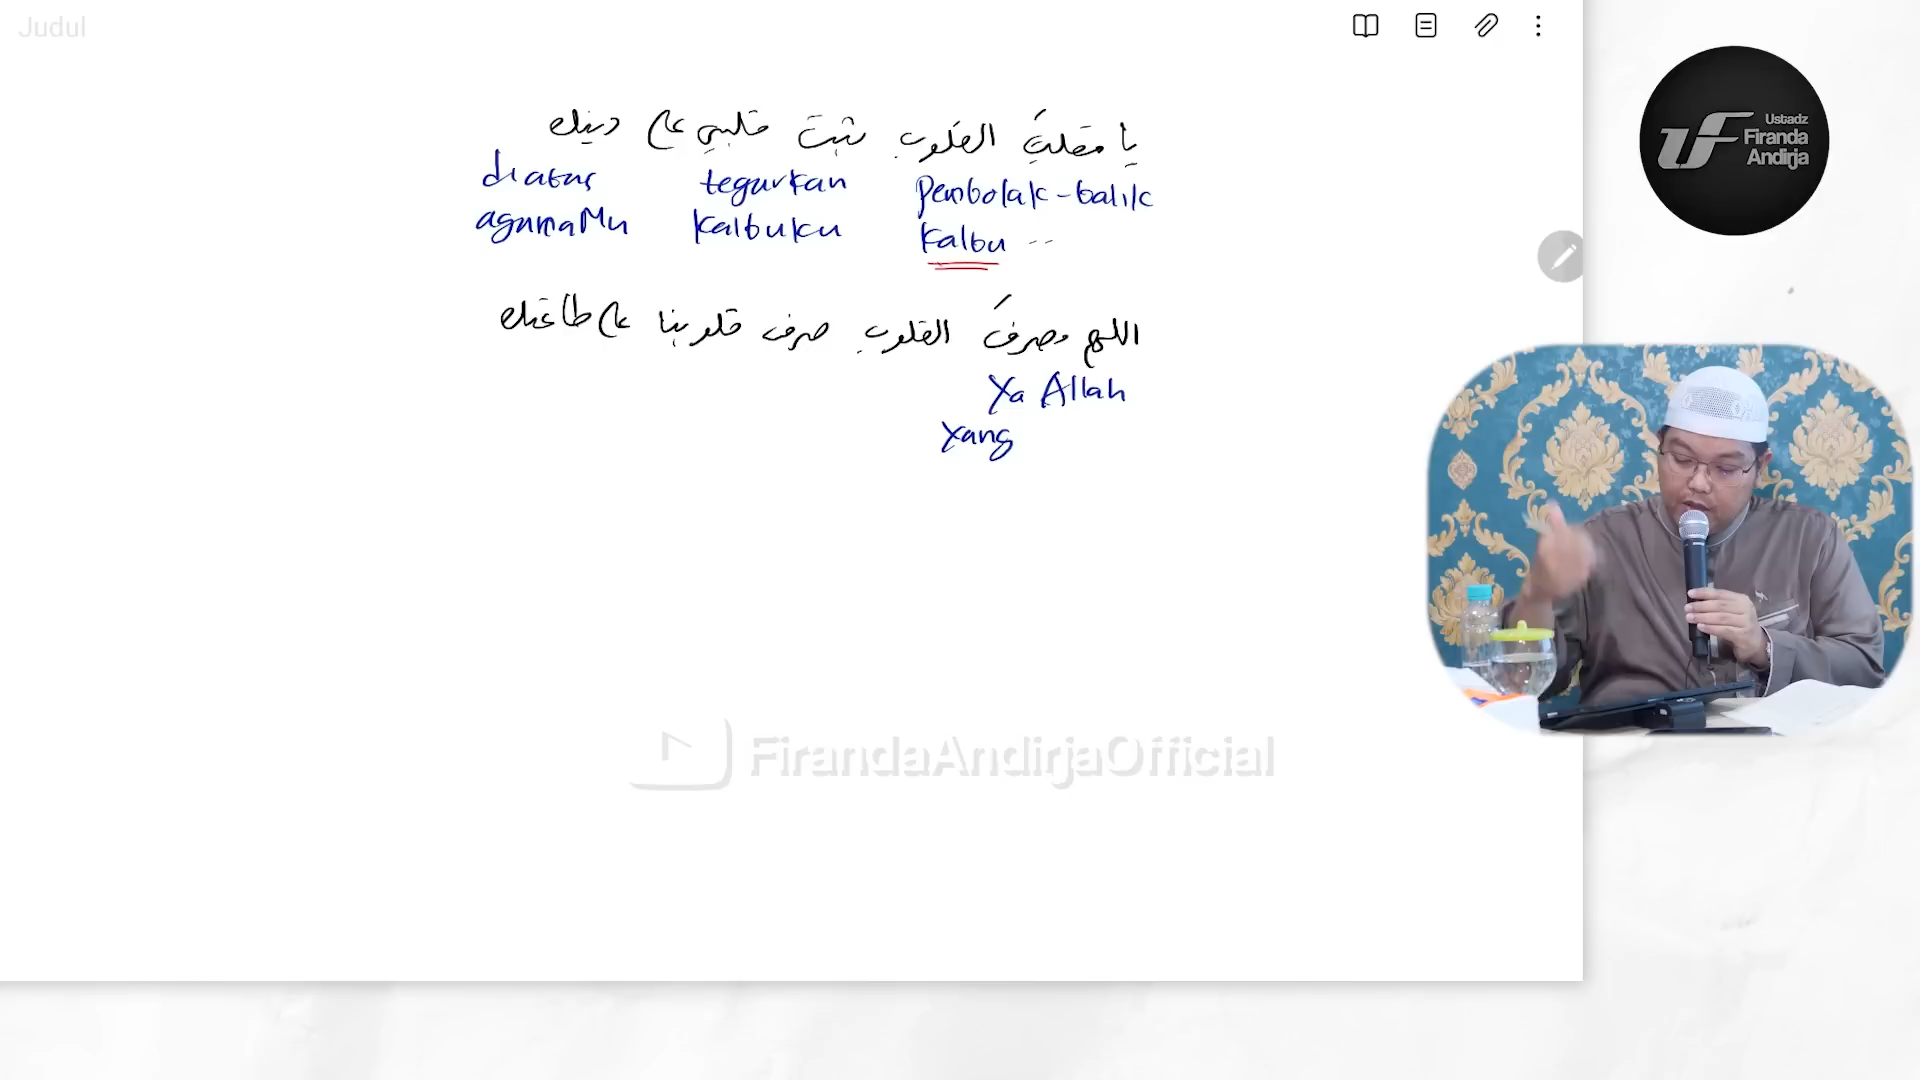 Judul
يا مقلبَ القلوب ثبت قلبي على دينك
pembolak-balik tegurkan diatas
kalbu -- kalbuku agamaMu
اللهم مصرفَ القلوب صرف قلوبنا على طاعتك
Ya Allah
Yang
Ustadz
Firanda
Andirja
FirandaAndirjaOfficial